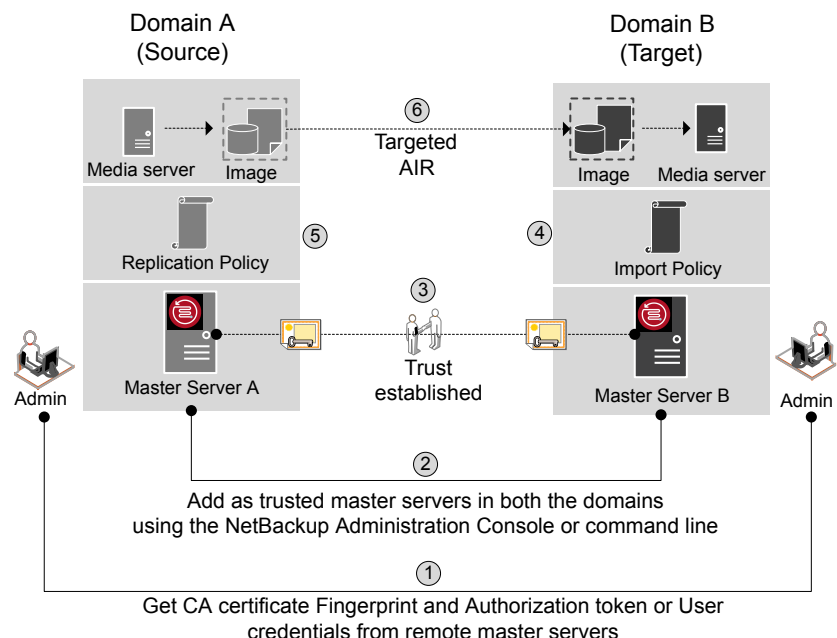 Domain A
(Source)
Domain B
(Target)
6
Targeted
AIR
Media server
Image
Image
Media server
5
4
Replication Policy
Import Policy
3
Trust
established
Master Server A
Master Server B
Admin
Admin
2
Add as trusted master servers in both the domains
using the NetBackup Administration Console or command line
1
Get CA certificate Fingerprint and Authorization token or User
credentials from remote master servers